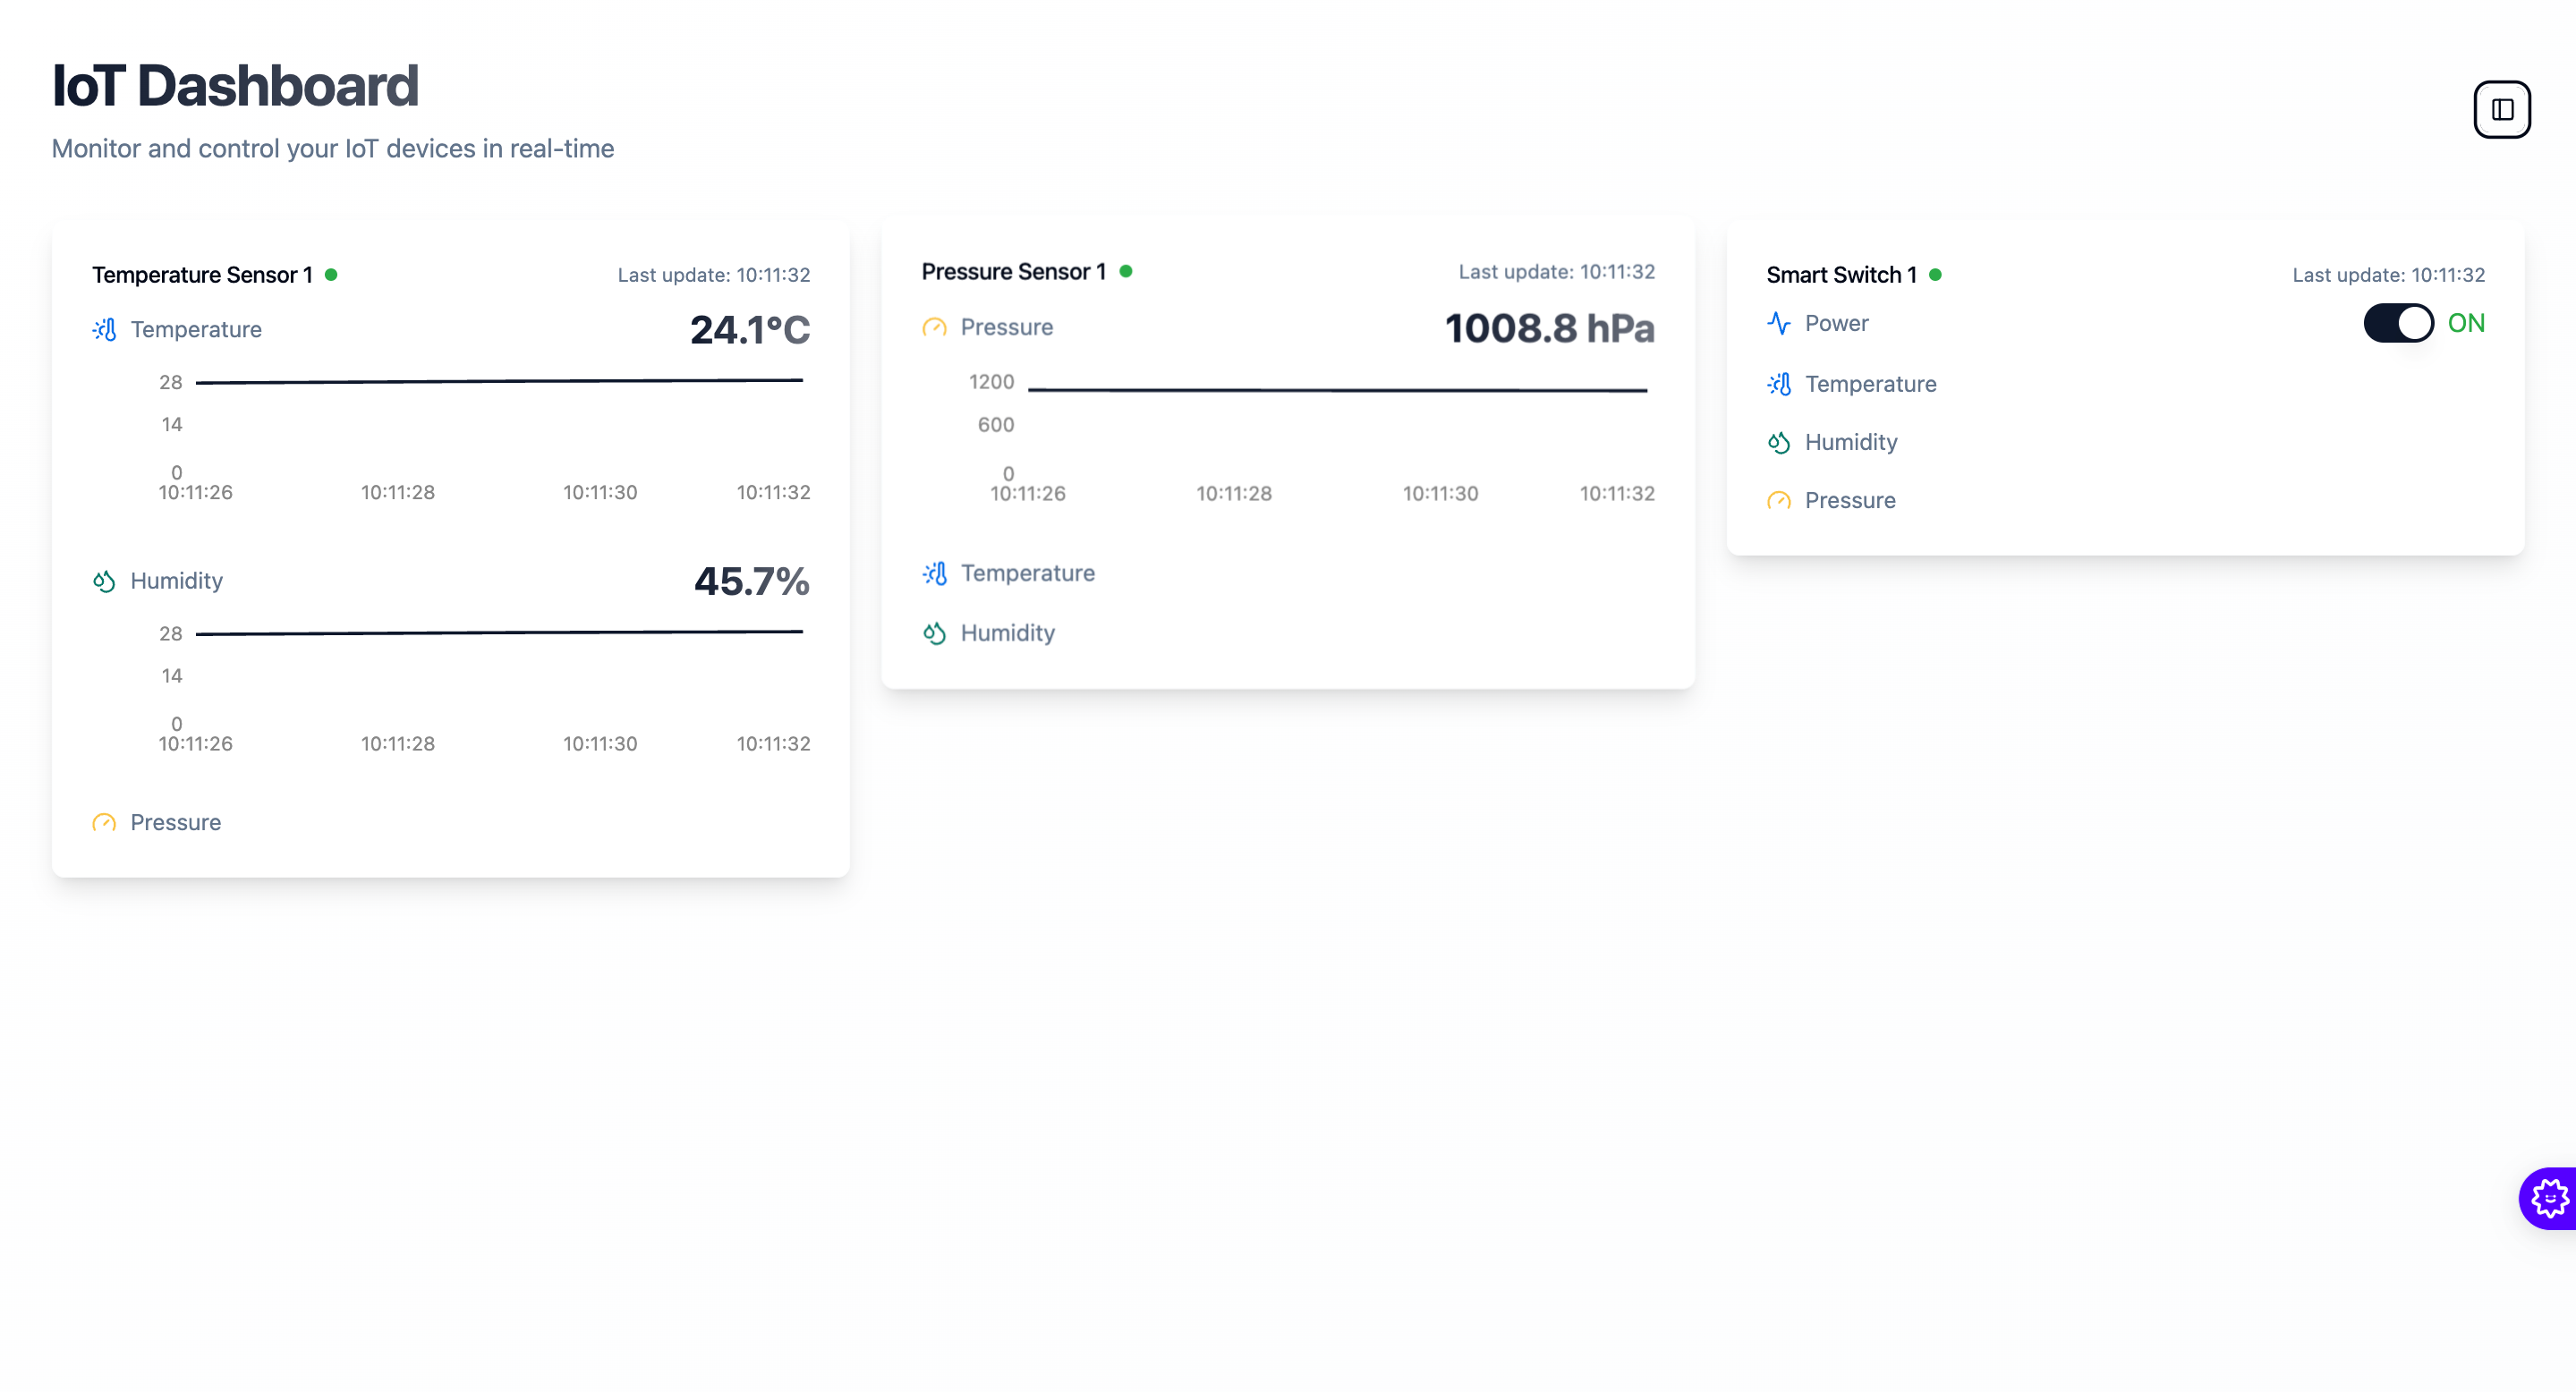 IoT Dashboard
Monitor and control your IoT devices in real-time
Temperature Sensor 1
Last update: 10:11:32
Temperature
24.1°C
28
14
0
10:11:26 10:11:28 10:11:30 10:11:32
Humidity
45.7%
28
14
0
10:11:26 10:11:28 10:11:30 10:11:32
Pressure
Pressure Sensor 1
Last update: 10:11:32
Pressure
1008.8 hPa
1200
600
0
10:11:26 10:11:28 10:11:30 10:11:32
Temperature
Humidity
Smart Switch 1
Last update: 10:11:32
Power
ON
Temperature
Humidity
Pressure